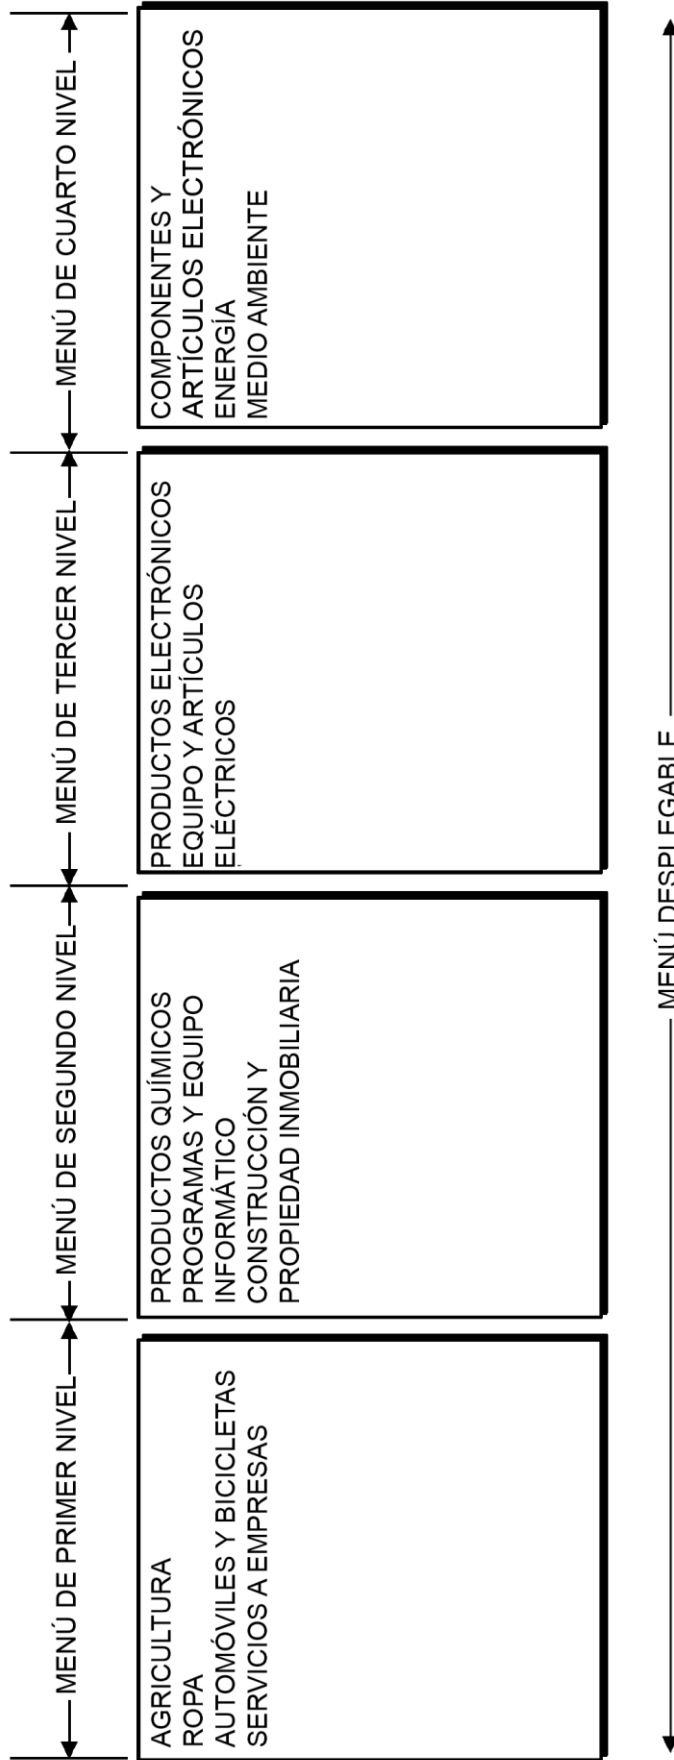 MENÚ DE PRIMER NIVEL
AGRICULTURA
ROPA
AUTOMÓVILES Y BICICLETAS
SERVICIOS A EMPRESAS
MENÚ DE SEGUNDO NIVEL
PRODUCTOS QUÍMICOS
PROGRAMAS Y EQUIPO
INFORMÁTICO
CONSTRUCCIÓN Y
PROPIEDAD INMOBILIARIA
MENÚ DE TERCER NIVEL
PRODUCTOS ELECTRÓNICOS
EQUIPO Y ARTÍCULOS
ELÉCTRICOS
MENÚ DE CUARTO NIVEL
COMPONENTES Y
ARTÍCULOS ELECTRÓNICOS
ENERGÍA
MEDIO AMBIENTE
MENÚ DESPLEGABLE